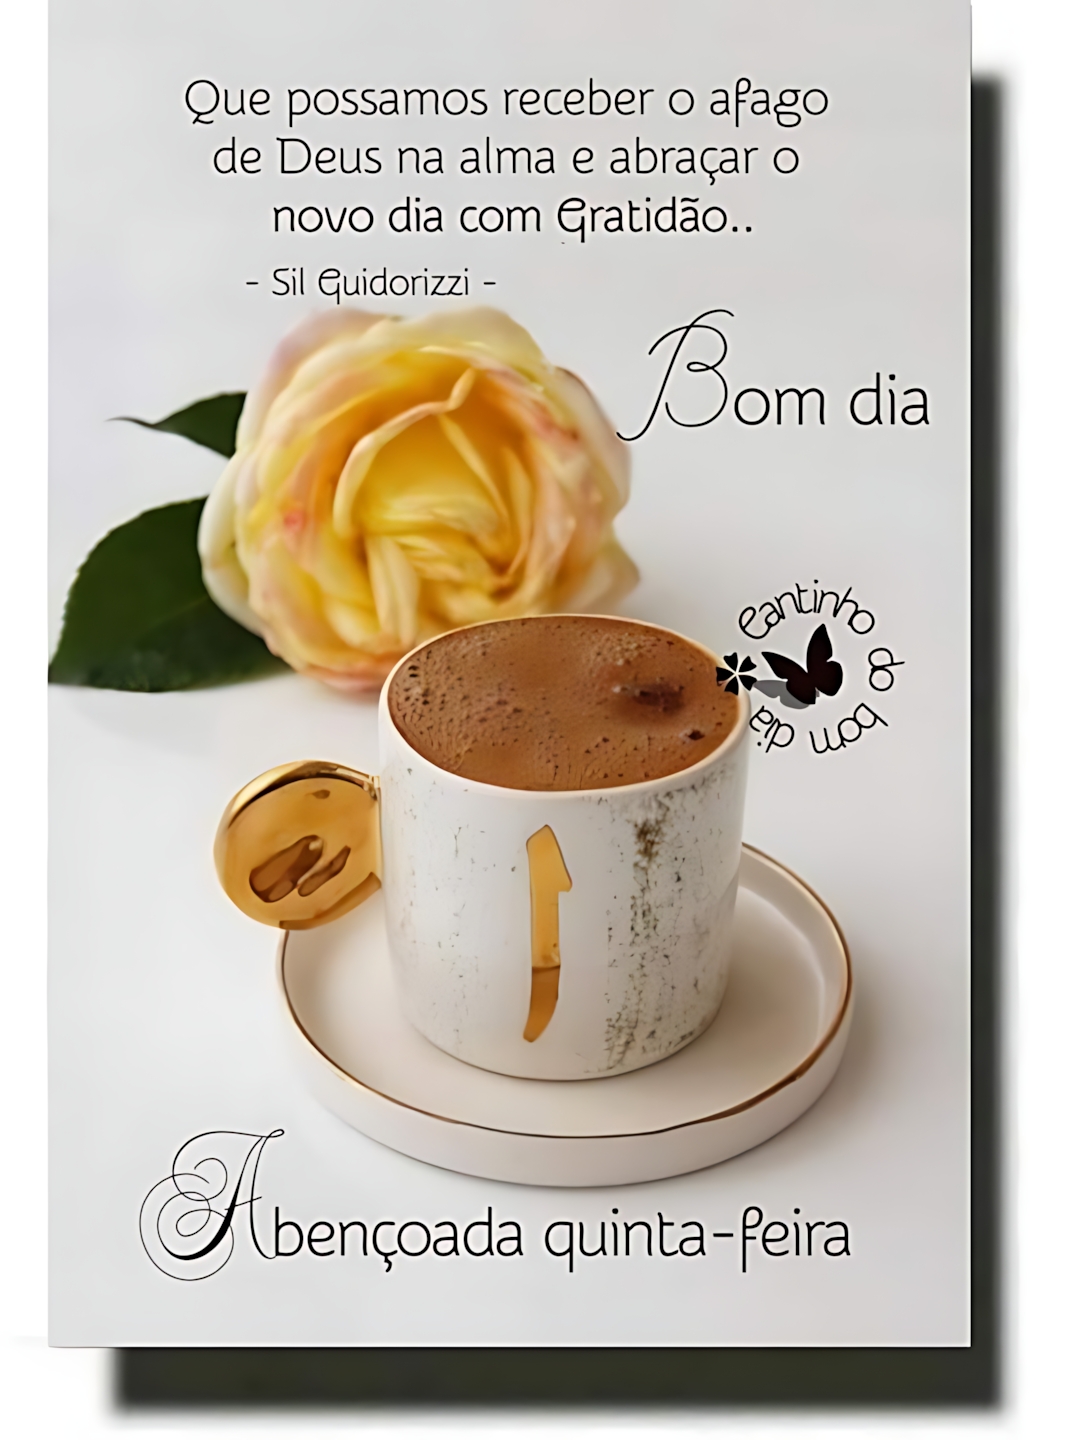 Que possamos receber o afago
de Deus na alma e abraçar o
novo dia com Gratidão..
- Sil Guidorizzi -
Bom dia
Cantinho do bom dia
Abençoada quinta-feira